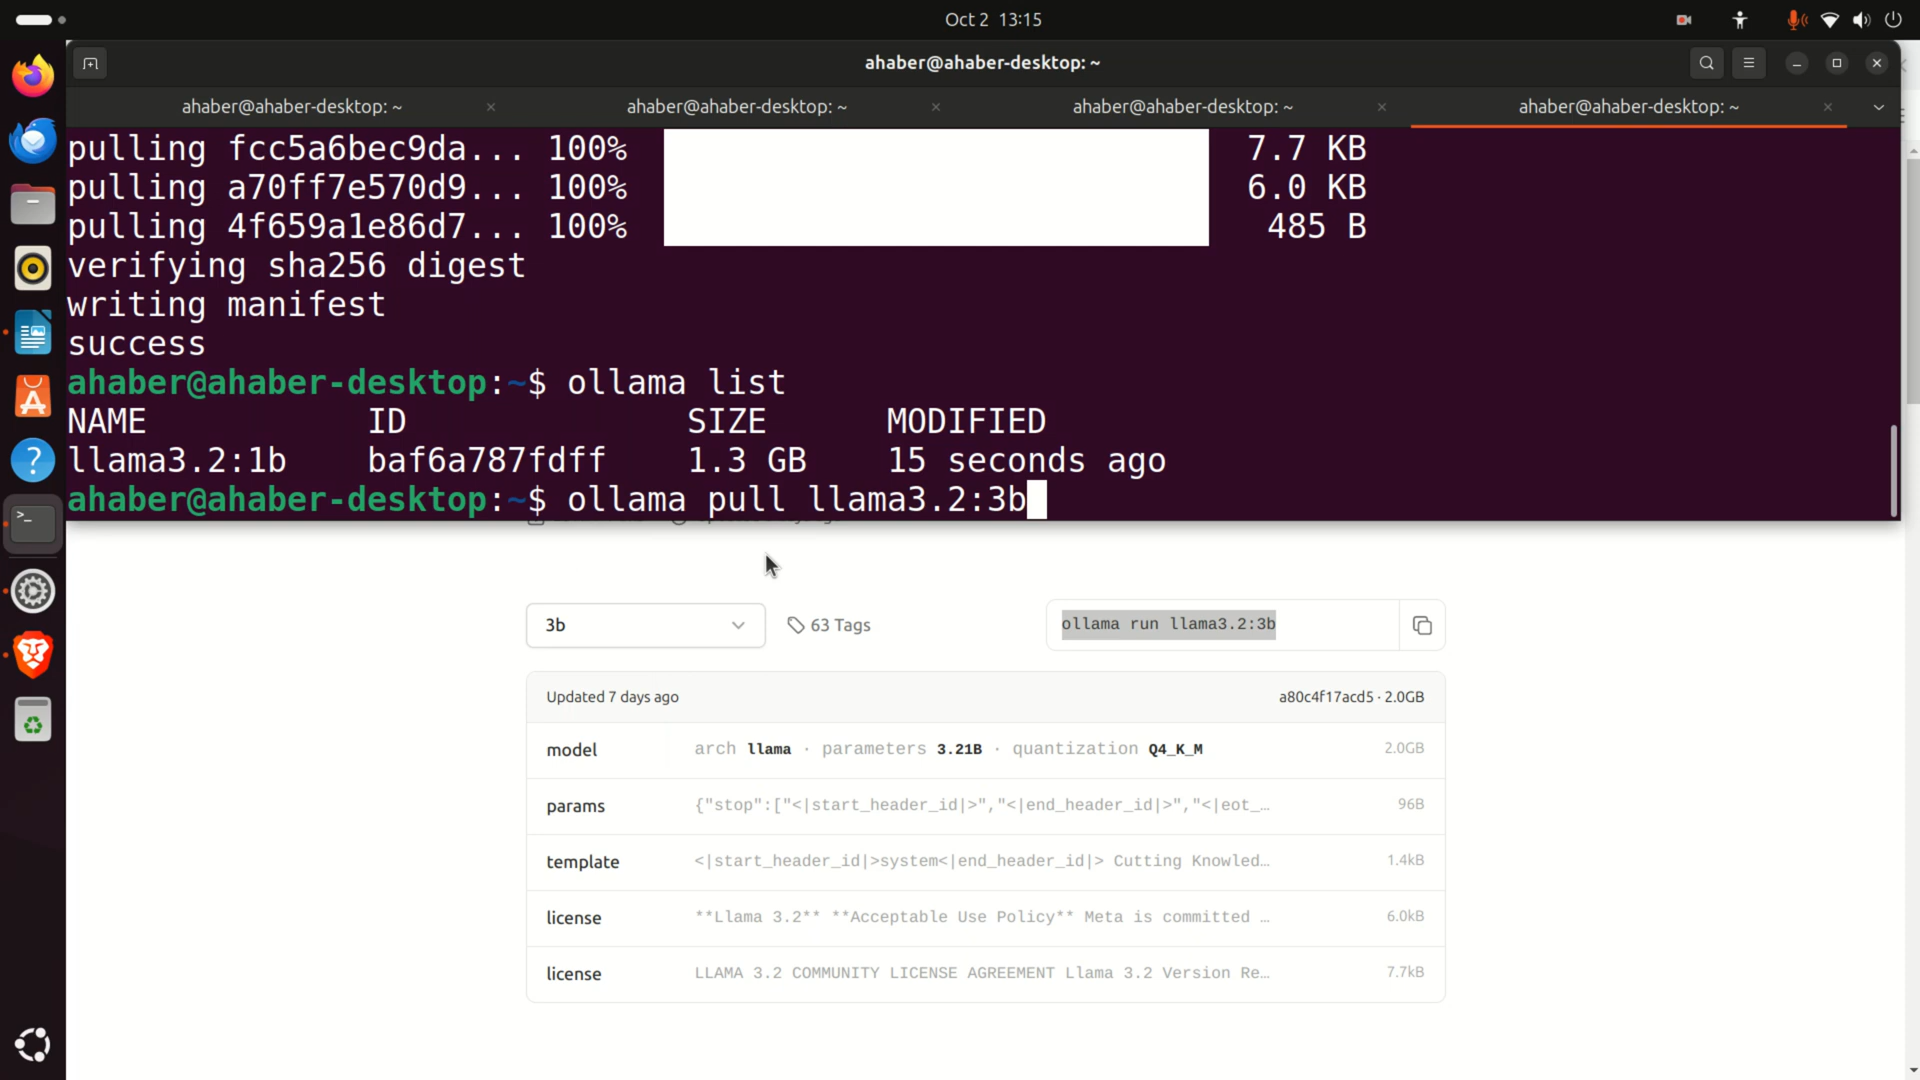 Oct 2 13:15
ahaber@ahaber-desktop: ~
ahaber@ahaber-desktop: ~
ahaber@ahaber-desktop: ~
ahaber@ahaber-desktop: ~
ahaber@ahaber-desktop: ~
pulling fcc5a6bec9da... 100% 7.7 KB
pulling a70ff7e570d9... 100% 6.0 KB
pulling 4f659a1e86d7... 100% 485 B
verifying sha256 digest
writing manifest
success
ahaber@ahaber-desktop:~$ ollama list
NAME ID SIZE MODIFIED
llama3.2:1b baf6a787fdff 1.3 GB 15 seconds ago
ahaber@ahaber-desktop:~$ ollama pull llama3.2:3b
3b
63 Tags
ollama run llama3.2:3b
Updated 7 days ago
a80c4f17acd5 · 2.0GB
model arch llama · parameters 3.21B · quantization Q4_K_M 2.0GB
params {"stop":["<|start_header_id|>","<|end_header_id|>","<|eot_… 96B
template <|start_header_id|>system<|end_header_id|> Cutting Knowled… 1.4kB
license **Llama 3.2** **Acceptable Use Policy** Meta is committed … 6.0kB
license LLAMA 3.2 COMMUNITY LICENSE AGREEMENT Llama 3.2 Version Re… 7.7kB